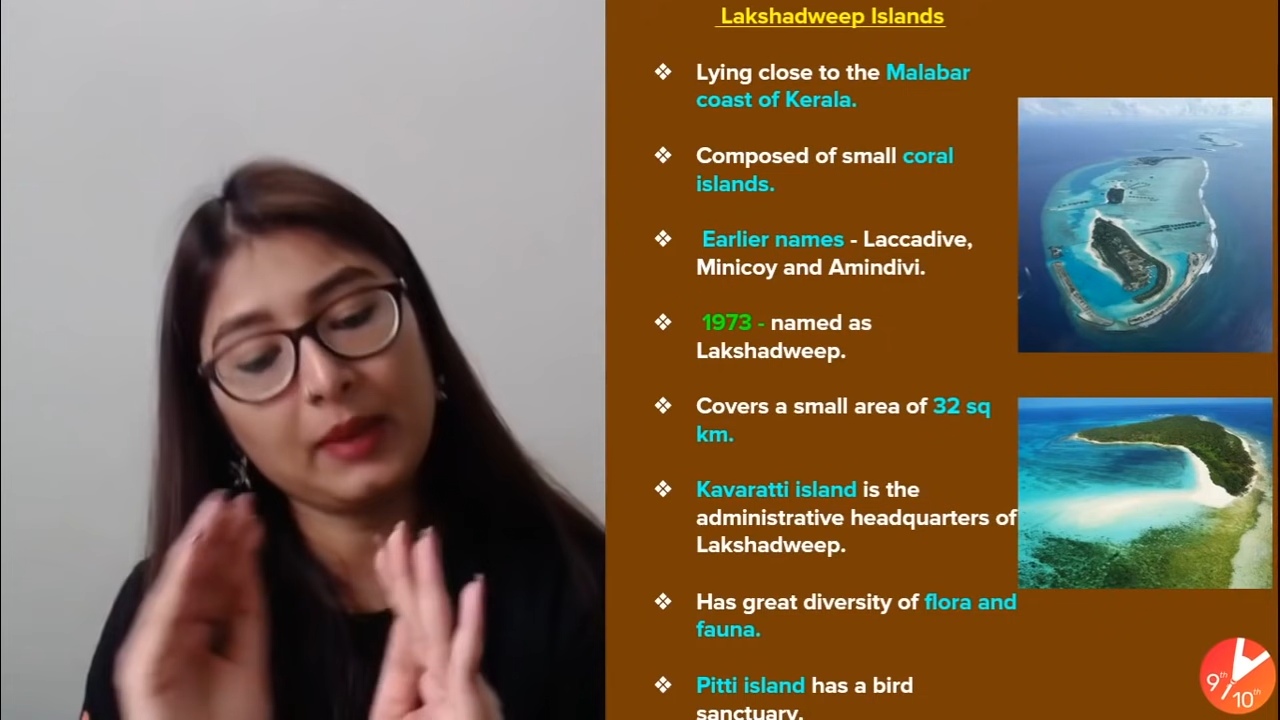 Lakshadweep Islands
❖ Lying close to the Malabar
coast of Kerala.
❖ Composed of small coral
islands.
❖ Earlier names - Laccadive,
Minicoy and Amindivi.
❖ 1973 - named as
Lakshadweep.
❖ Covers a small area of 32 sq
km.
❖ Kavaratti island is the
administrative headquarters of
Lakshadweep.
❖ Has great diversity of flora and
fauna.
❖ Pitti island has a bird
sanctuary.
9th
10th